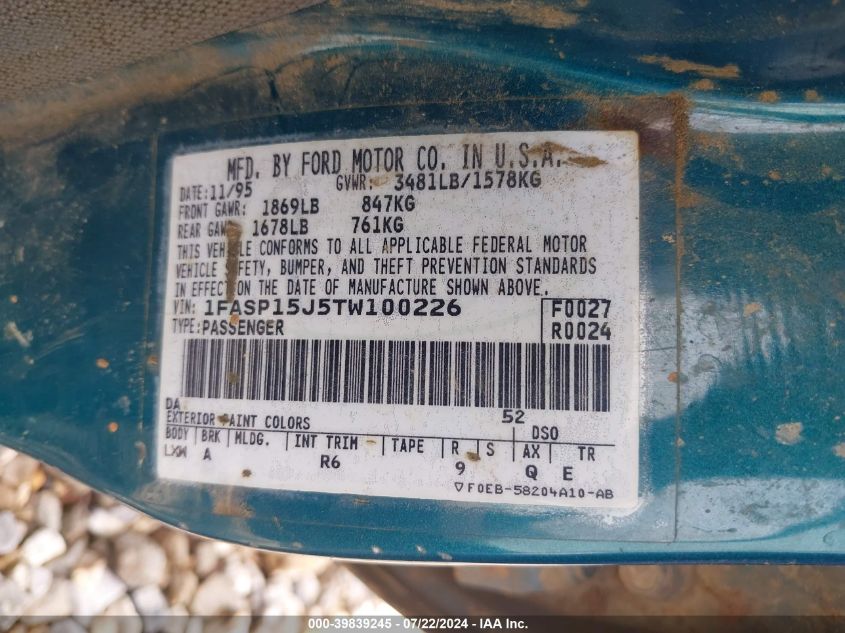 MFD. BY FORD MOTOR CO. IN U.S.A.
DATE: 11/95 GVWR: 3481LB/1578KG
FRONT GAWR: 1869LB 847KG
REAR GAWR: 1678LB 761KG
THIS VEHICLE CONFORMS TO ALL APPLICABLE FEDERAL MOTOR
VEHICLE SAFETY, BUMPER, AND THEFT PREVENTION STANDARDS
IN EFFECT ON THE DATE OF MANUFACTURE SHOWN ABOVE.
VIN: 1FASP15J5TW100226 F0027
TYPE: PASSENGER R0024
DA 52
EXTERIOR PAINT COLORS DSO
BODY BRK MLDG. INT TRIM TAPE R S AX TR
LXW A R6 9 Q E
▽F0EB-58204A10-AB
000-39839245 - 07/22/2024 - IAAI.com